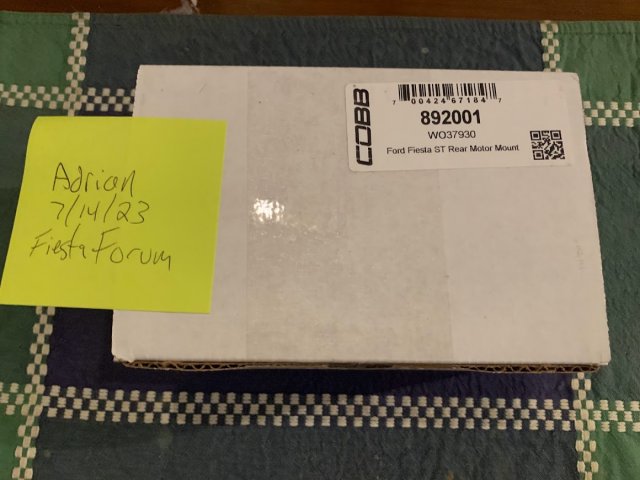 Adrian
7/14/23
Fiesta Forum
COBB
7 00424 67184 7
892001
WO37930
Ford Fiesta ST Rear Motor Mount